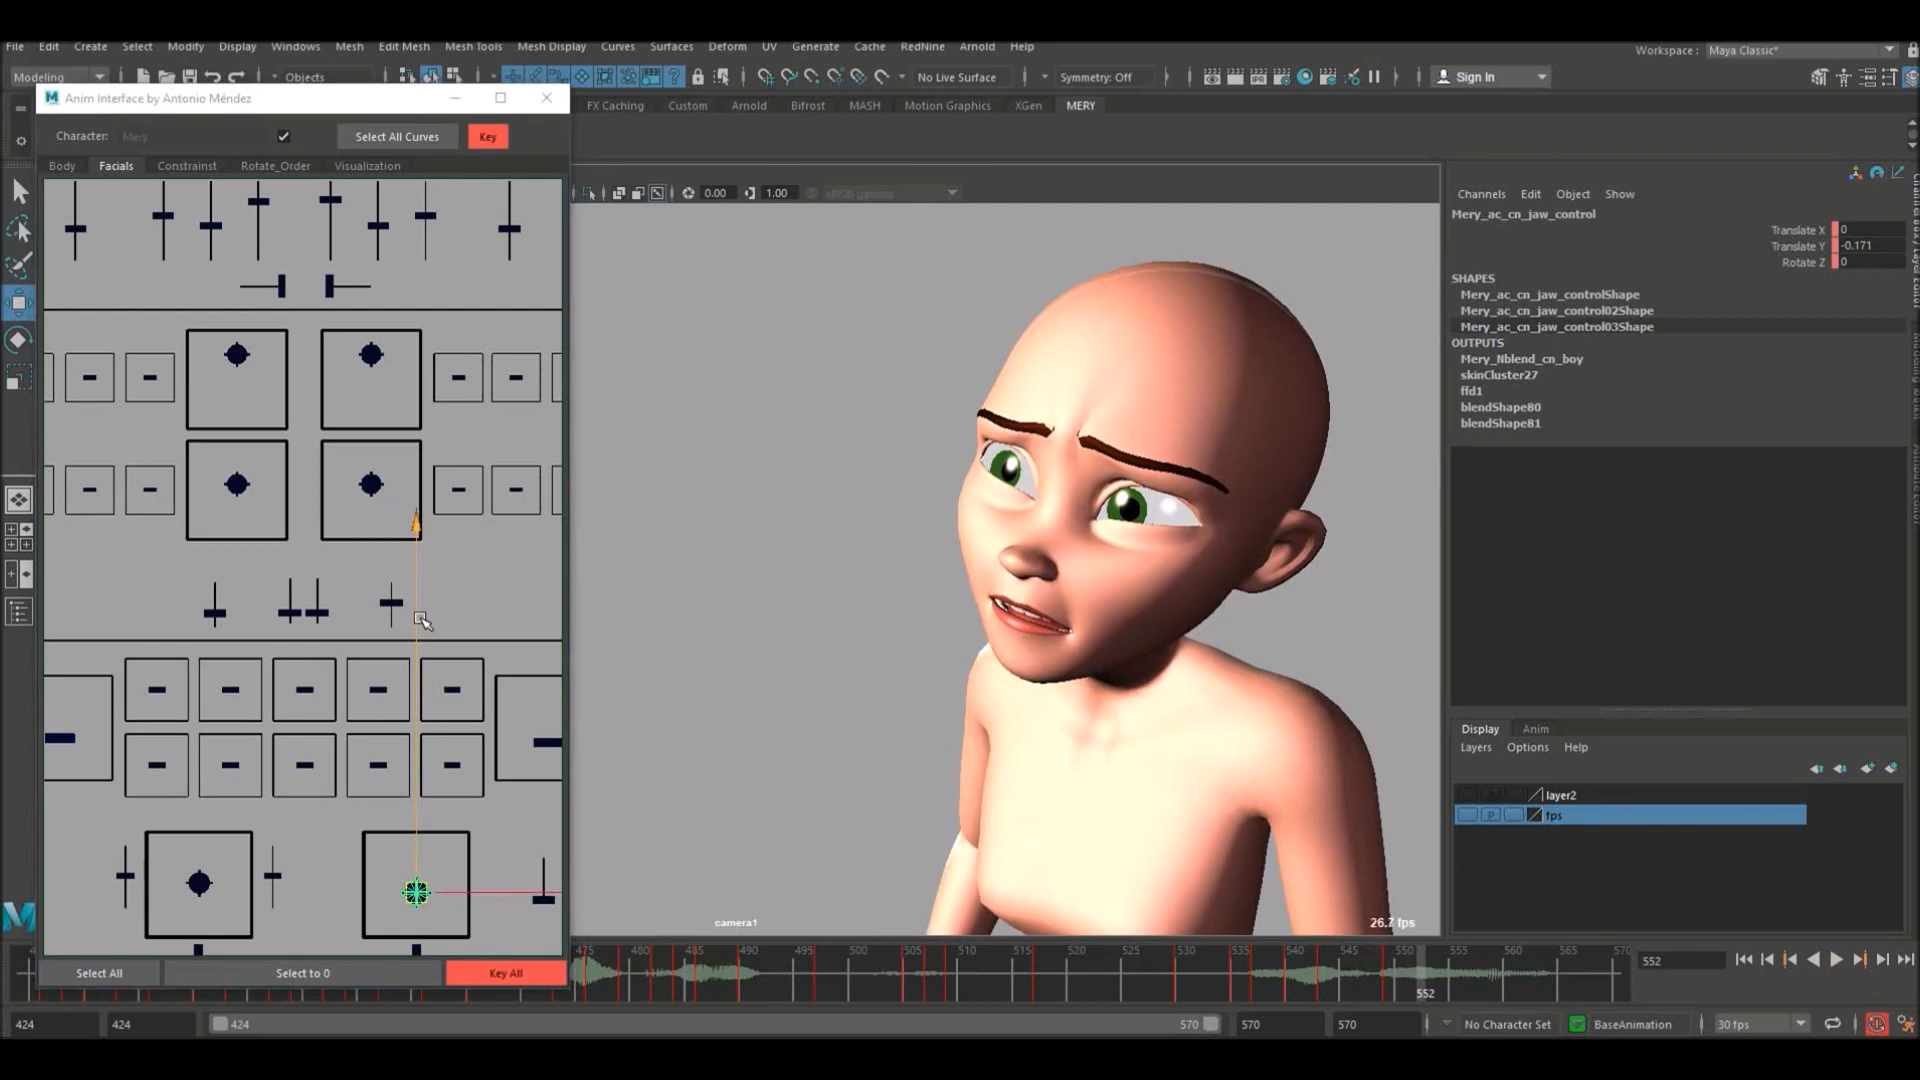 File Edit Create Select Modify Display Windows Mesh Edit Mesh Mesh Tools Mesh Display Curves Surfaces Deform UV Generate Cache RedNine Arnold Help
Workspace : Maya Classic*
Modeling Objects No Live Surface Symmetry: Off Sign In
Anim Interface by Antonio Méndez
FX Caching Custom Arnold Bifrost MASH Motion Graphics XGen MERY
Character: Mery Select All Curves Key
Body Facials Constrainst Rotate_Order Visualization
0.00 1.00 sRGB gamma
Channels Edit Object Show
Mery_ac_cn_jaw_control
Translate X 0
Translate Y -0.171
Rotate Z 0
SHAPES
Mery_ac_cn_jaw_controlShape
Mery_ac_cn_jaw_control02Shape
Mery_ac_cn_jaw_control03Shape
OUTPUTS
Mery_Nblend_cn_boy
skinCluster27
ffd1
blendShape80
blendShape81
Display Anim
Layers Options Help
layer2
P fps
camera1
26.7 fps
475 480 485 490 495 500 505 510 515 520 525 530 535 540 545 550 555 560 565 570
552
552
Select All Select to 0 Key All
424 424 424 570 570 570 No Character Set BaseAnimation 30 fps